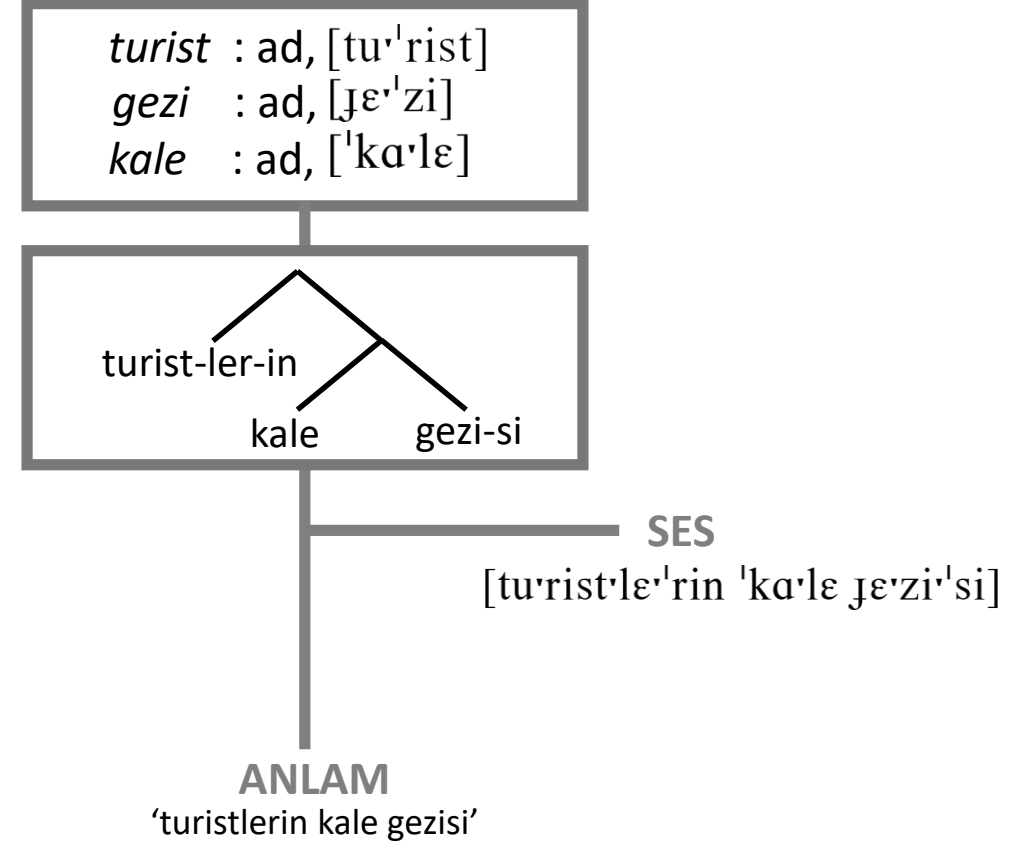 turist : ad, [tuˑˈrist]
gezi : ad, [ɟɛˑˈzi]
kale : ad, [ˈkɑˑlɛ]
turist-ler-in
kale gezi-si
SES
[tuˑristˑlɛˑˈrin ˈkɑˑlɛ ɟɛˑziˑˈsi]
ANLAM
‘turistlerin kale gezisi’